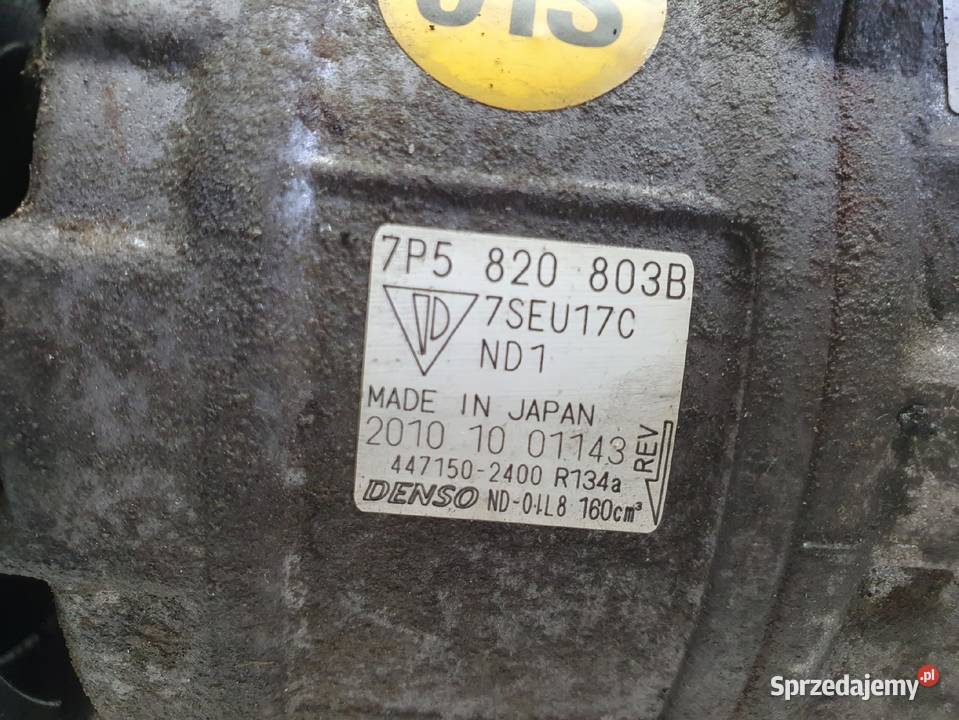 7P5 820 803B
7SEU17C
ND1
MADE IN JAPAN
2010 10 01143
REV
447150-2400 R134a
DENSO ND-OIL8 160cm³
Sprzedajemy.pl